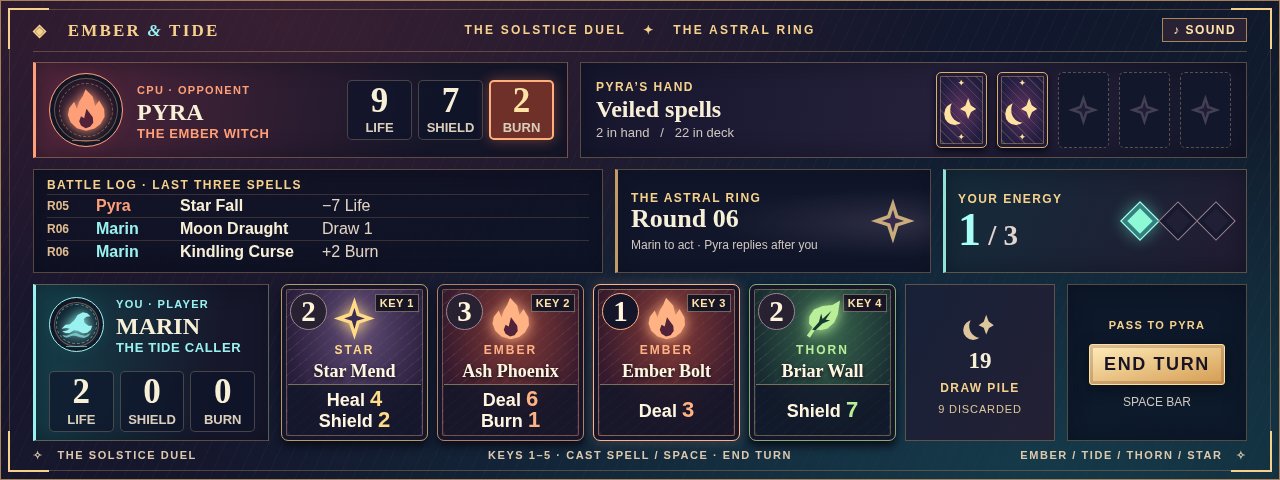 ◈ EMBER & TIDE
THE SOLSTICE DUEL ✦ THE ASTRAL RING
♪ SOUND
CPU · OPPONENT
PYRA
THE EMBER WITCH
9
LIFE
7
SHIELD
2
BURN
PYRA'S HAND
Veiled spells
2 in hand / 22 in deck
BATTLE LOG · LAST THREE SPELLS
R05 Pyra Star Fall −7 Life
R06 Marin Moon Draught Draw 1
R06 Marin Kindling Curse +2 Burn
THE ASTRAL RING
Round 06
Marin to act · Pyra replies after you
YOUR ENERGY
1 / 3
YOU · PLAYER
MARIN
THE TIDE CALLER
2
LIFE
0
SHIELD
0
BURN
2
KEY 1
STAR
Star Mend
Heal 4
Shield 2
3
KEY 2
EMBER
Ash Phoenix
Deal 6
Burn 1
1
KEY 3
EMBER
Ember Bolt
Deal 3
2
KEY 4
THORN
Briar Wall
Shield 7
19
DRAW PILE
9 DISCARDED
PASS TO PYRA
END TURN
SPACE BAR
✧ THE SOLSTICE DUEL
KEYS 1–5 · CAST SPELL / SPACE · END TURN
EMBER / TIDE / THORN / STAR ✧